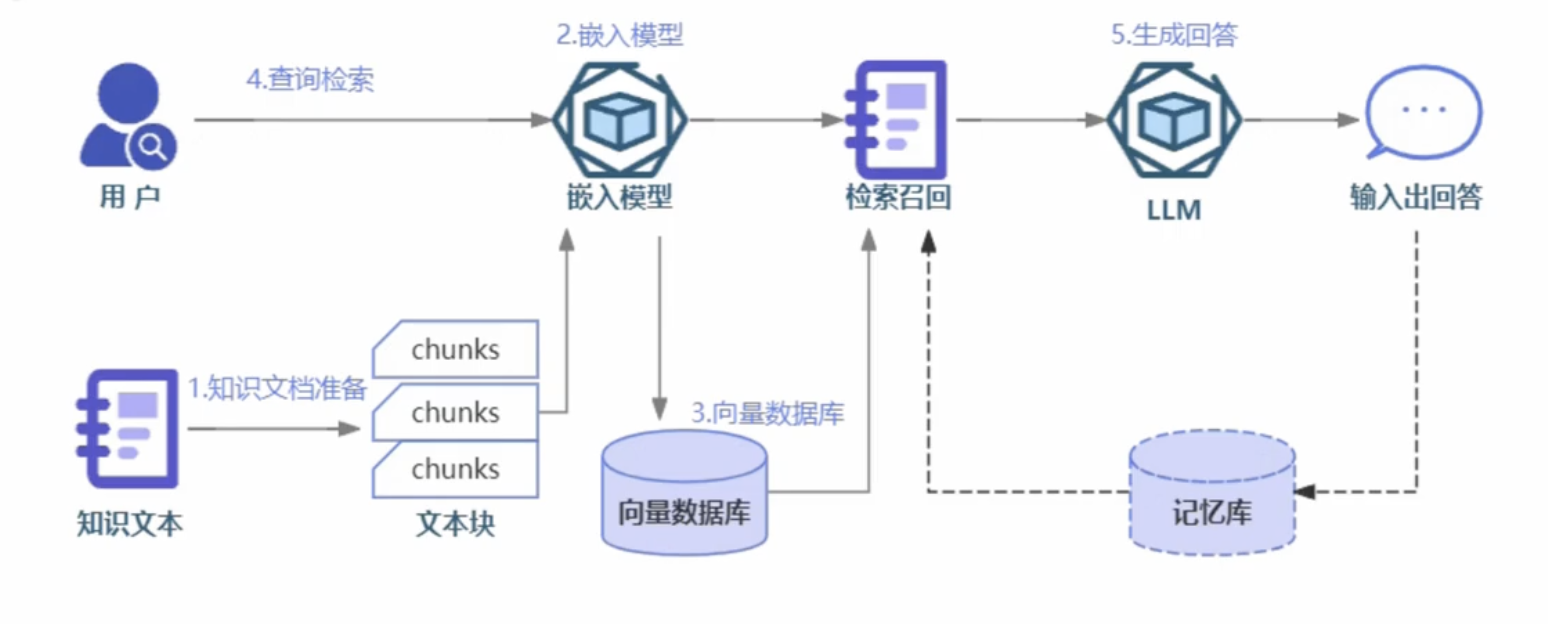 2.嵌入模型
5.生成回答
4.查询检索
用 户
嵌入模型
检索召回
LLM
输入出回答
chunks
1.知识文档准备
chunks
3.向量数据库
chunks
知识文本
文本块
向量数据库
记忆库